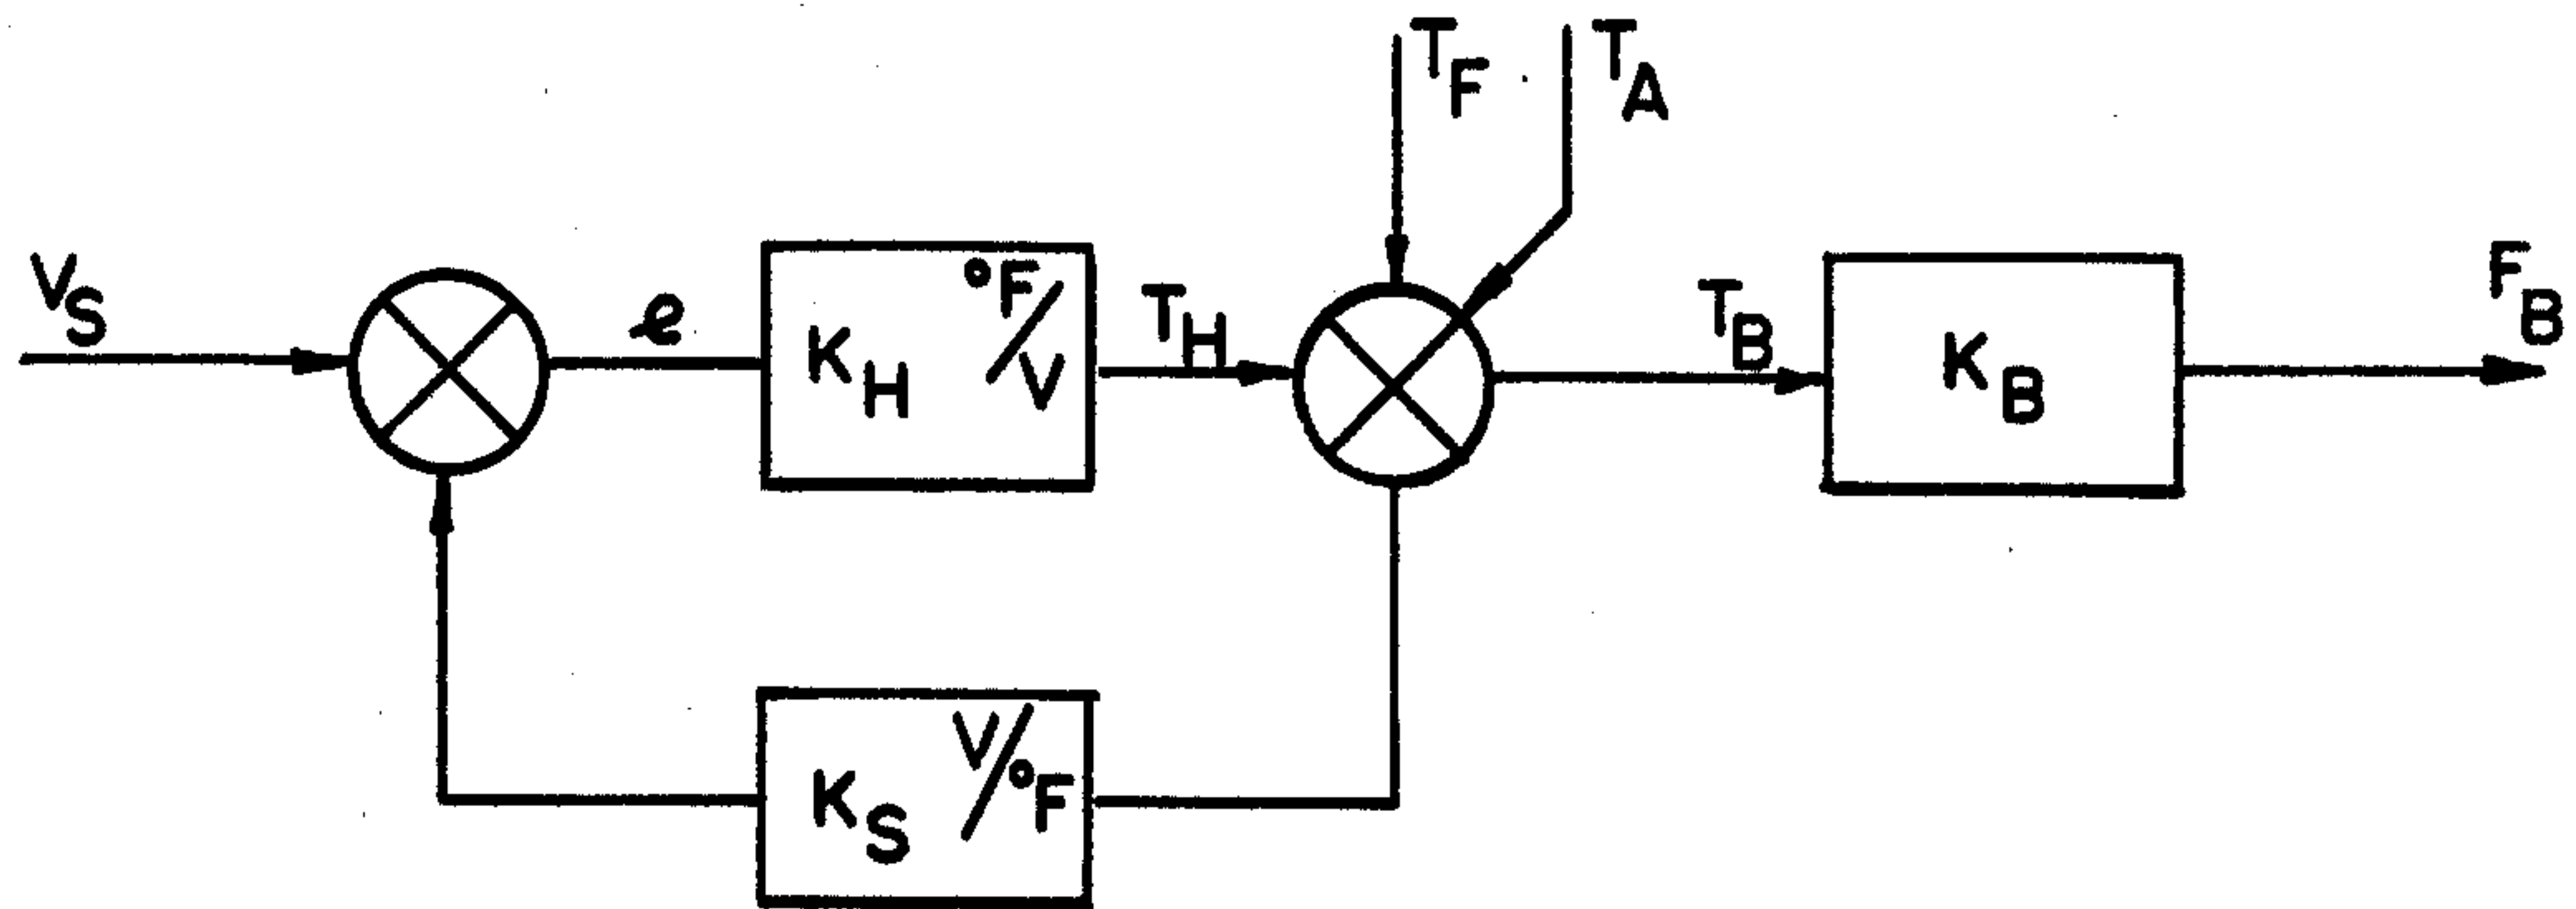 T_F
T_A
V_S
e
K_H °F/V
T_H
T_B
K_B
F_B
K_S V/°F